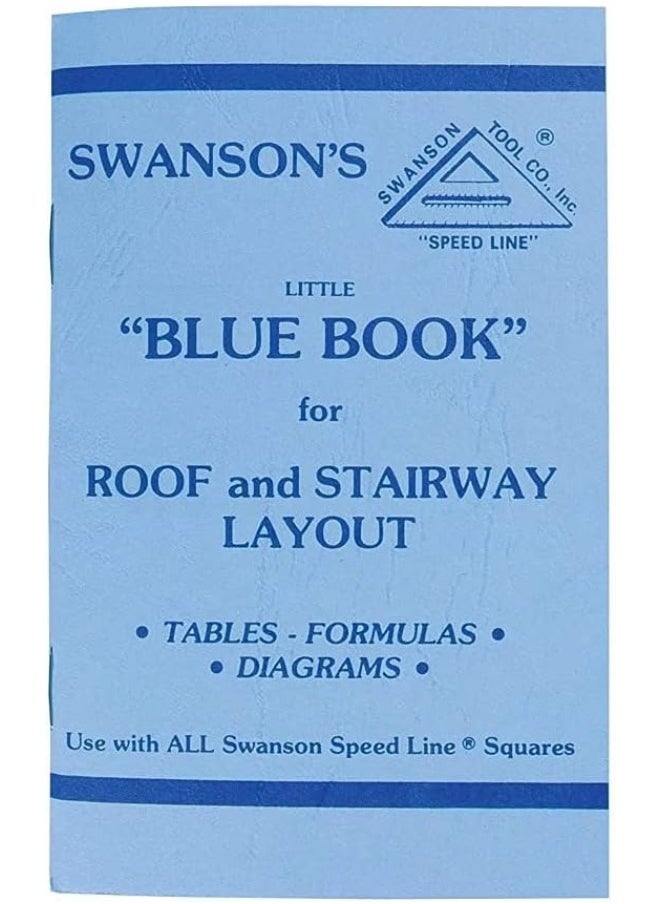 SWANSON'S
SWANSON TOOL CO., Inc. ®
"SPEED LINE"
LITTLE
“BLUE BOOK”
for
ROOF and STAIRWAY
LAYOUT
• TABLES - FORMULAS •
• DIAGRAMS •
Use with ALL Swanson Speed Line ® Squares